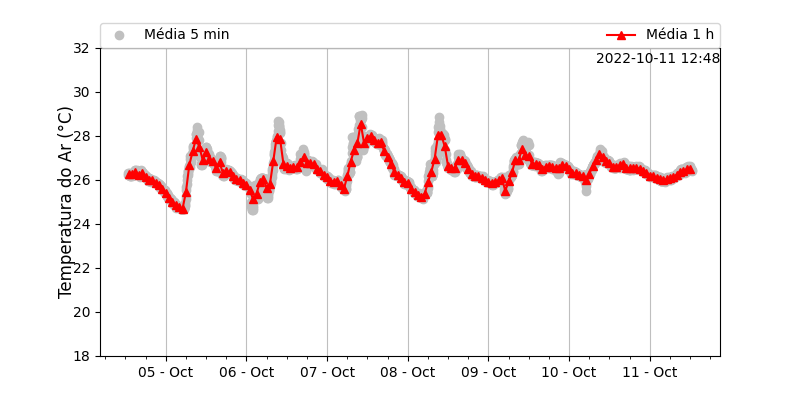 Média 5 min
Média 1 h
2022-10-11 12:48
Temperatura do Ar (°C)
32
30
28
26
24
22
20
18
05 - Oct
06 - Oct
07 - Oct
08 - Oct
09 - Oct
10 - Oct
11 - Oct